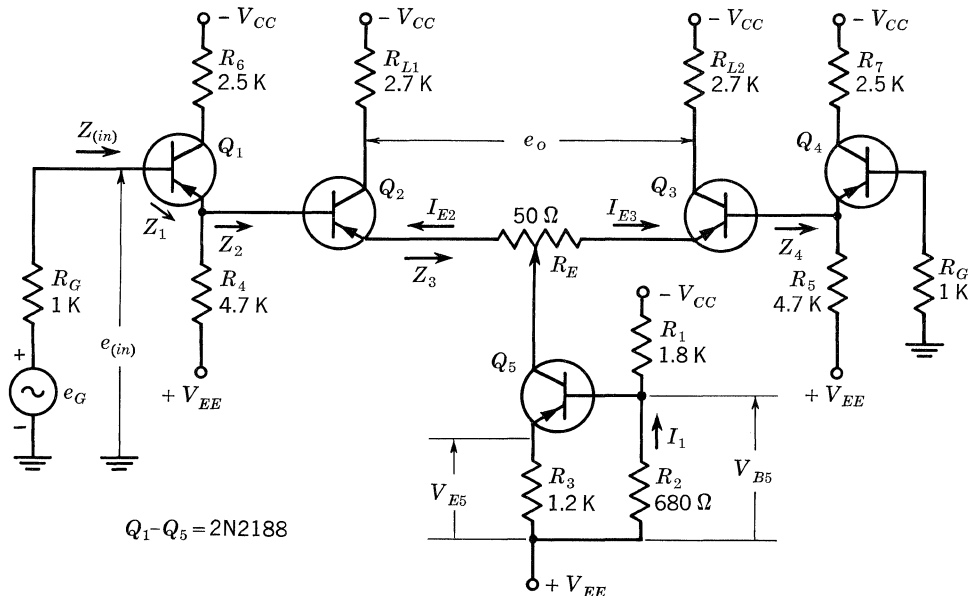 − V_CC
− V_CC
− V_CC
− V_CC
R_6
2.5 K
R_L1
2.7 K
R_L2
2.7 K
R_7
2.5 K
Z_(in)
Q_1
e_o
Q_4
Q_2
Q_3
Z_1
Z_2
I_E2
50 Ω
I_E3
Z_3
R_E
Z_4
R_G
1 K
R_4
4.7 K
R_5
4.7 K
R_G
1 K
− V_CC
R_1
1.8 K
e_(in)
Q_5
+
e_G
−
+ V_EE
+ V_EE
I_1
V_E5
R_3
1.2 K
R_2
680 Ω
V_B5
Q_1–Q_5 = 2N2188
+ V_EE